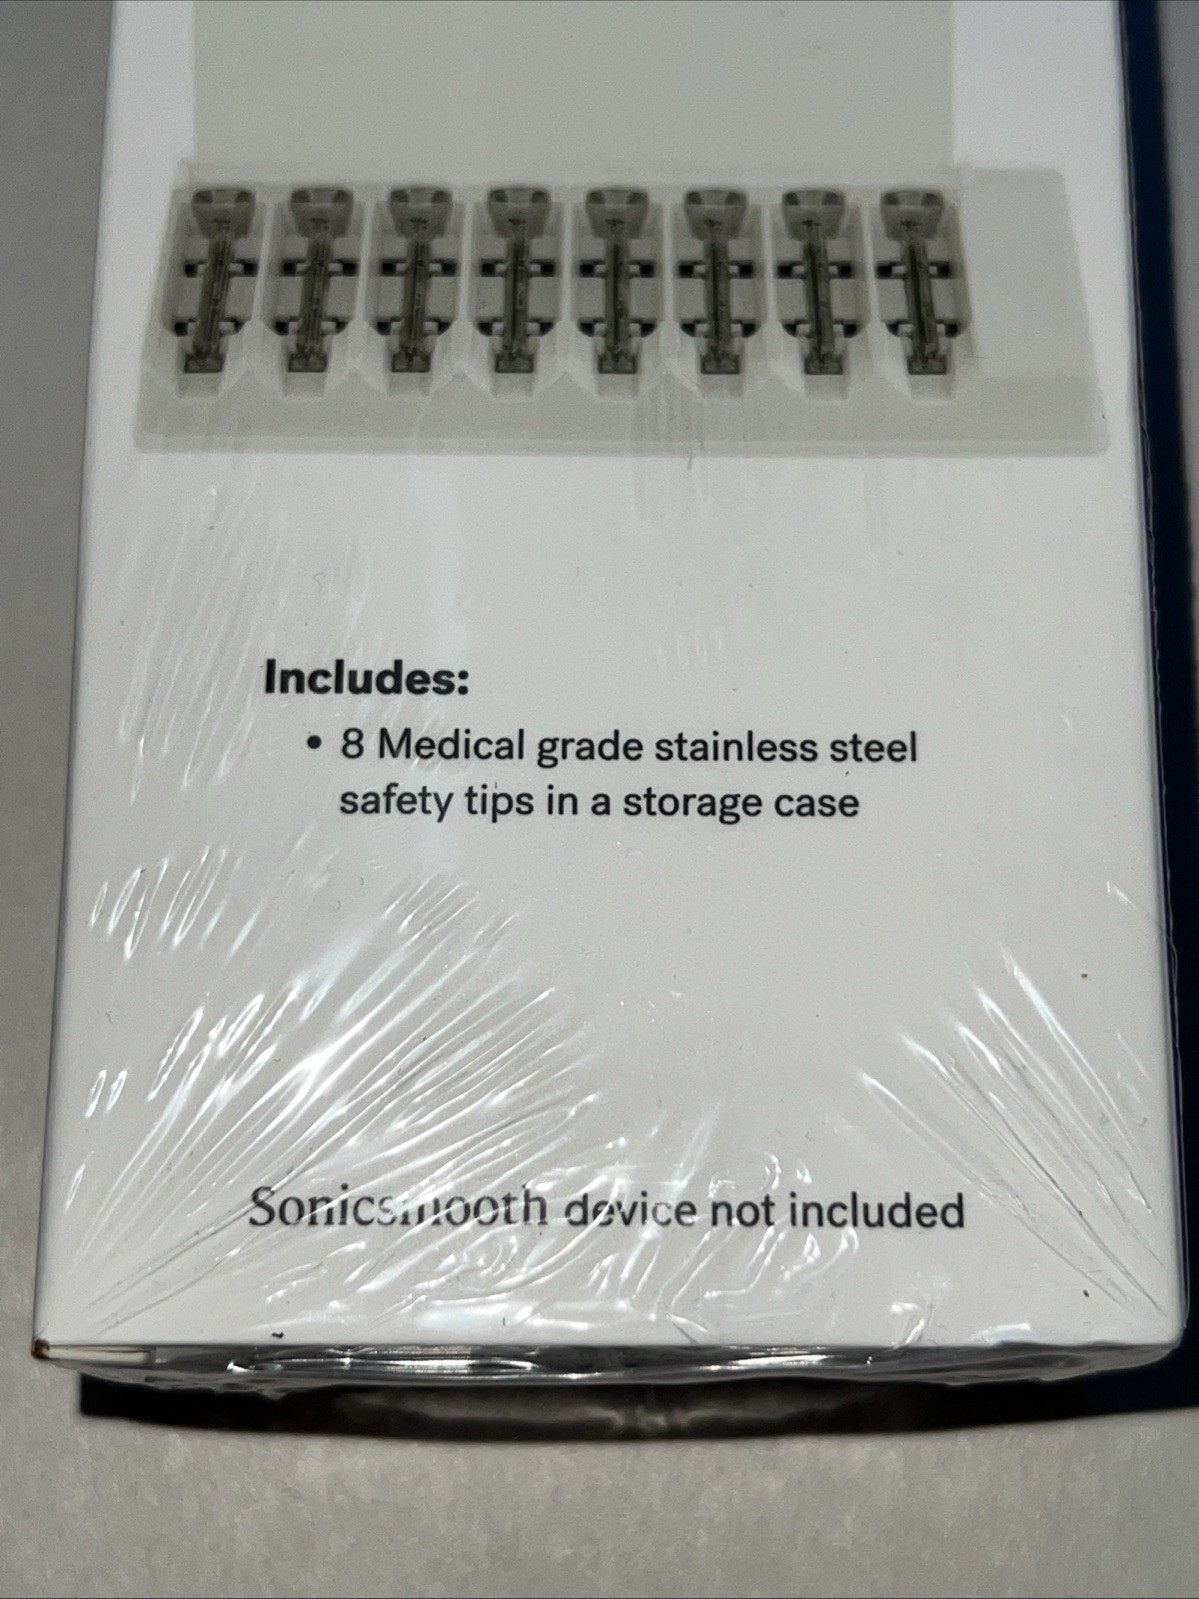 Includes:
• 8 Medical grade stainless steel
safety tips in a storage case
Sonicsmooth device not included